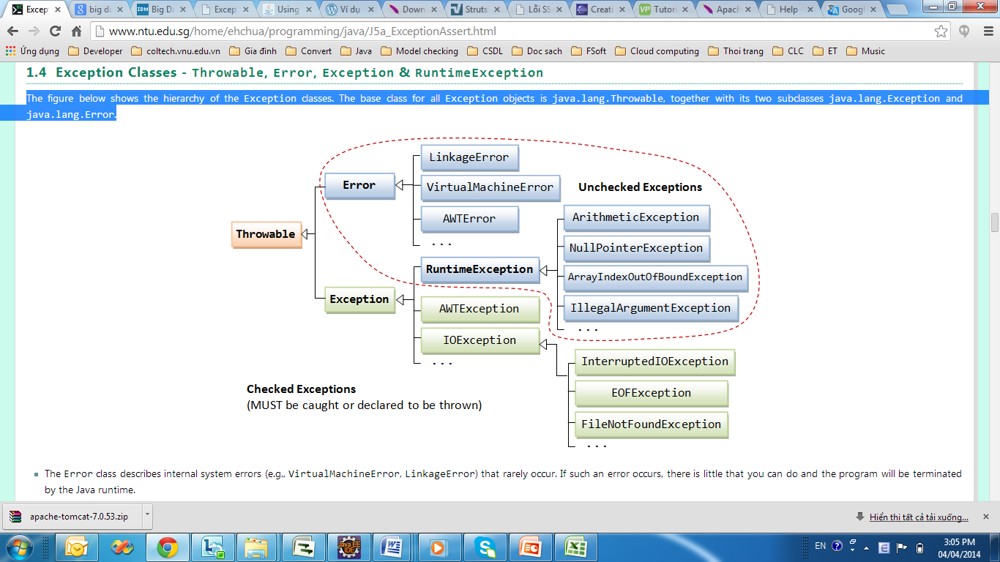 Excep
big da
Big Da
Excep
Using
Ví dụ
Down
Struts
Lỗi SS
Creati
Tutori
Apach
Help
Googl
www.ntu.edu.sg/home/ehchua/programming/java/J5a_ExceptionAssert.html
Ứng dụng Developer coltech.vnu.edu.vn Gia đình Convert Java Model checking CSDL Doc sach FSoft Cloud computing Thoi trang CLC ET Music
1.4 Exception Classes - Throwable, Error, Exception & RuntimeException
The figure below shows the hierarchy of the Exception classes. The base class for all Exception objects is java.lang.Throwable, together with its two subclasses java.lang.Exception and
java.lang.Error.
LinkageError
Error
VirtualMachineError
Unchecked Exceptions
AWTError
ArithmeticException
Throwable
. . .
NullPointerException
RuntimeException
ArrayIndexOutOfBoundException
Exception
AWTException
IllegalArgumentException
. . .
IOException
. . .
InterruptedIOException
Checked Exceptions
(MUST be caught or declared to be thrown)
EOFException
FileNotFoundException
. . .
The Error class describes internal system errors (e.g., VirtualMachineError, LinkageError) that rarely occur. If such an error occurs, there is little that you can do and the program will be terminated
by the Java runtime.
apache-tomcat-7.0.53.zip
Hiển thị tất cả tải xuống...
Java EE
IDE
EN
3:05 PM
04/04/2014